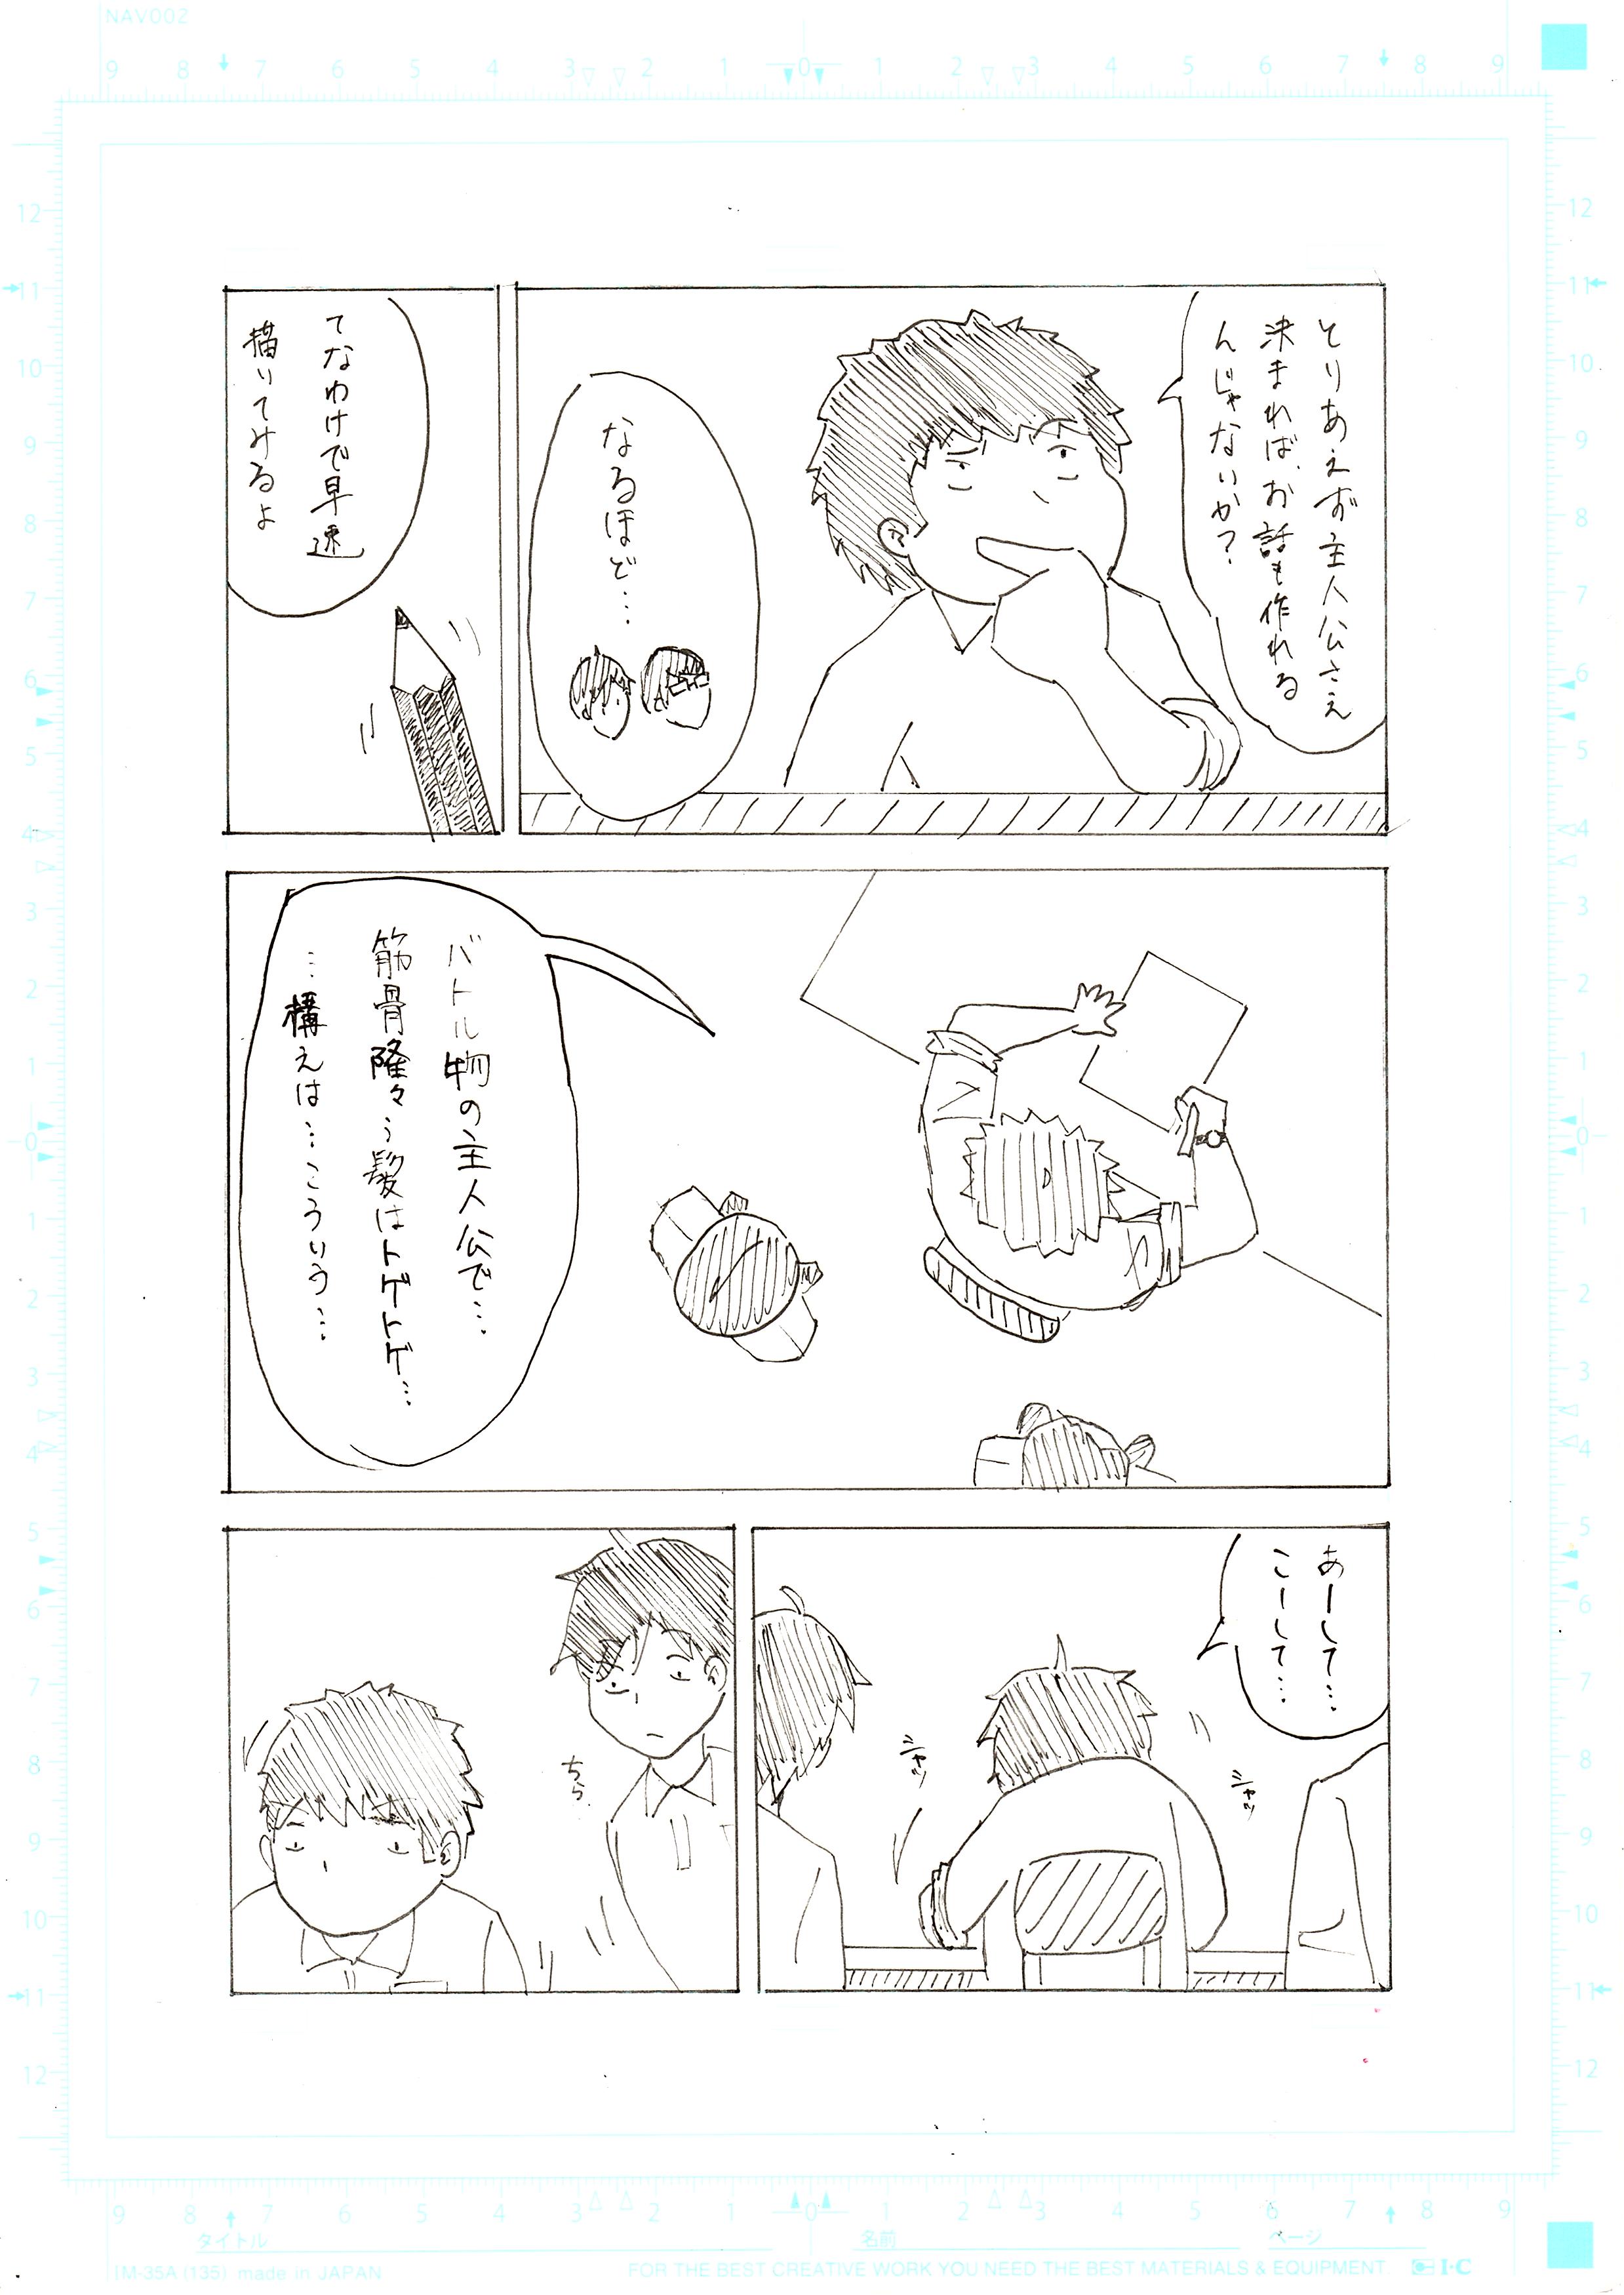 とりあえず主人公さえ
決まれば、お話も作れる
んじゃないか?
なるほど…
てなわけで早速
描いてみるよ
バトル物の主人公で…
筋骨隆々…髪はトゲトゲ…
…構えは…こういう…
あーして…
こーして…
シャッ
シャッ
ちら
NAV002
タイトル
名前
ページ
IM-35A (135) made in JAPAN
FOR THE BEST CREATIVE WORK YOU NEED THE BEST MATERIALS & EQUIPMENT.
I·C